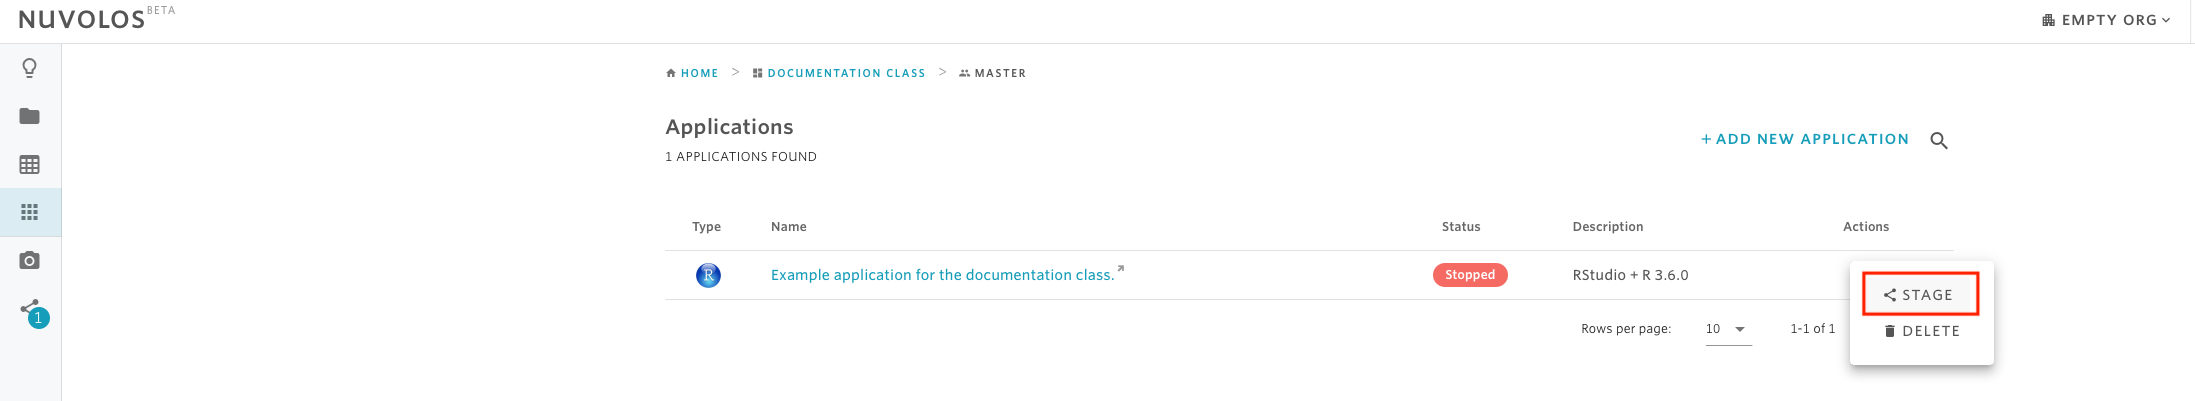 NUVOLOS BETA
EMPTY ORG
HOME > DOCUMENTATION CLASS > MASTER
Applications
1 APPLICATIONS FOUND
+ ADD NEW APPLICATION
Type Name Status Description Actions
R Example application for the documentation class. Stopped RStudio + R 3.6.0
STAGE
1
Rows per page: 10 1-1 of 1
DELETE